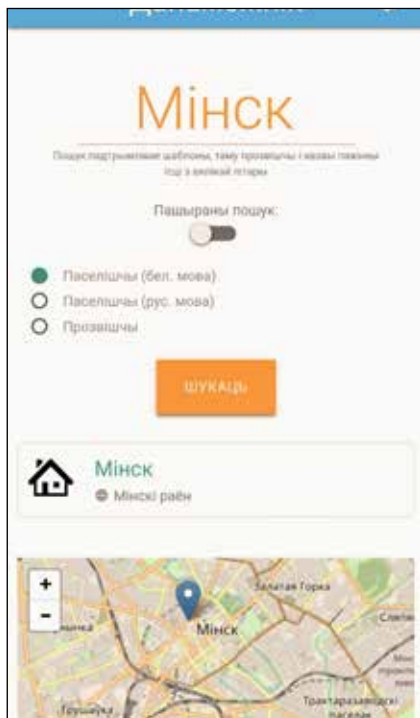 Мінск
Пошук падтрымлівае шаблоны, таму прозвішчы і назвы павінны
ісці з вялікай літары
Пашыраны пошук:
Паселішчы (бел. мова)
Паселішчы (рус. мова)
Прозвішчы
ШУКАЦЬ
Мінск
Мінскі раён
+
Залатая Горка
−
Мінск
Грушаўка
Трактаразаводскі